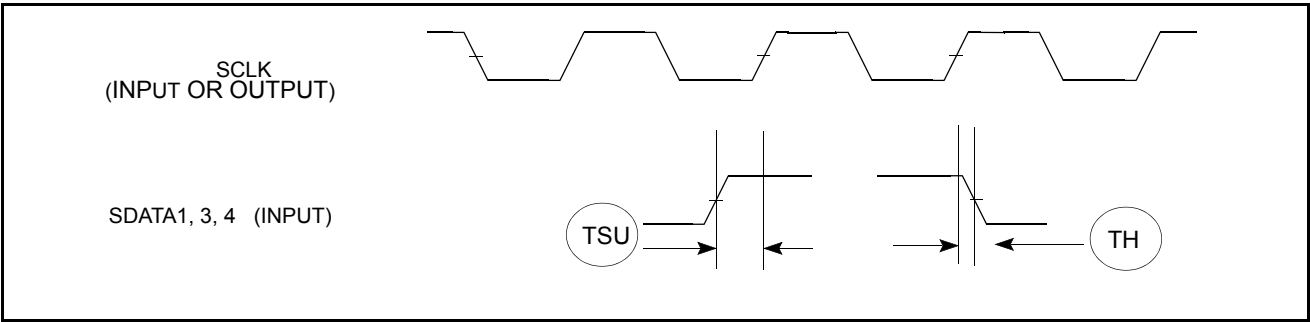 SCLK
(INPUT OR OUTPUT)
SDATA1, 3, 4 (INPUT)
TSU
TH